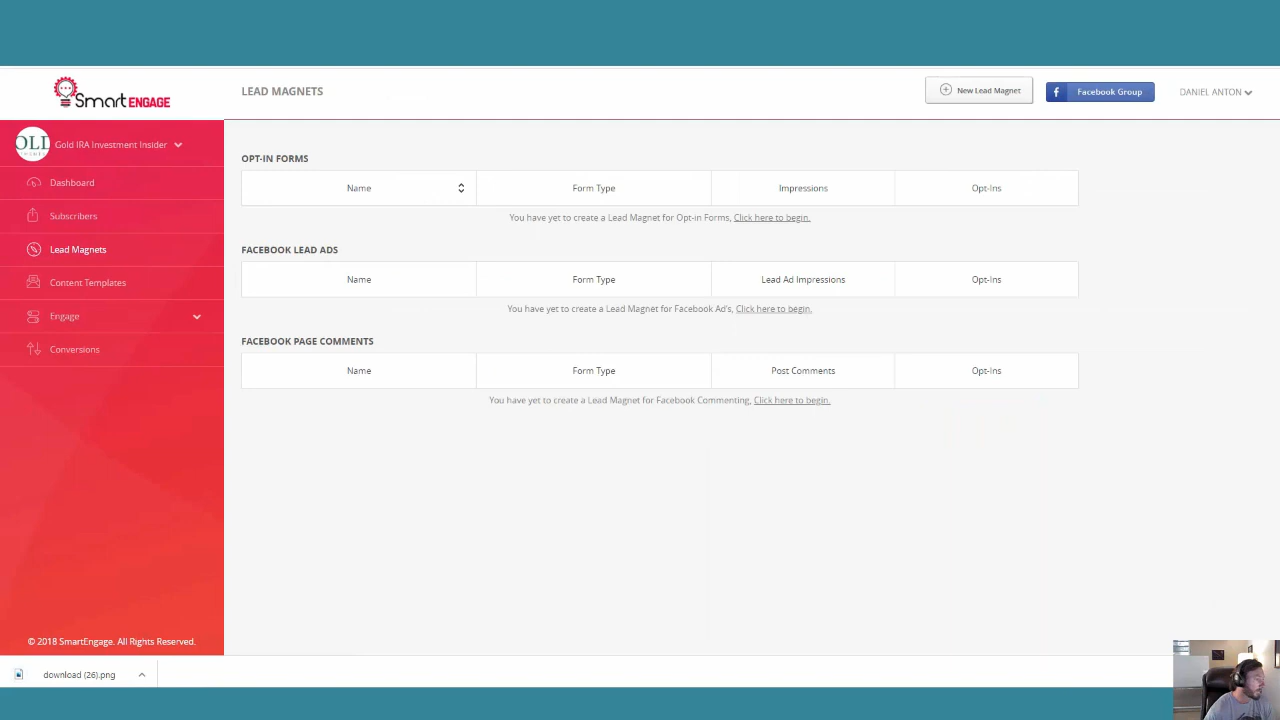 Smart ENGAGE
LEAD MAGNETS
New Lead Magnet
Facebook Group
DANIEL ANTON
Gold IRA Investment Insider
Dashboard
Subscribers
Lead Magnets
Content Templates
Engage
Conversions
© 2018 SmartEngage. All Rights Reserved.
OPT-IN FORMS
Name Form Type Impressions Opt-Ins
You have yet to create a Lead Magnet for Opt-in Forms, Click here to begin.
FACEBOOK LEAD ADS
Name Form Type Lead Ad Impressions Opt-Ins
You have yet to create a Lead Magnet for Facebook Ad's, Click here to begin.
FACEBOOK PAGE COMMENTS
Name Form Type Post Comments Opt-Ins
You have yet to create a Lead Magnet for Facebook Commenting, Click here to begin.
download (26).png